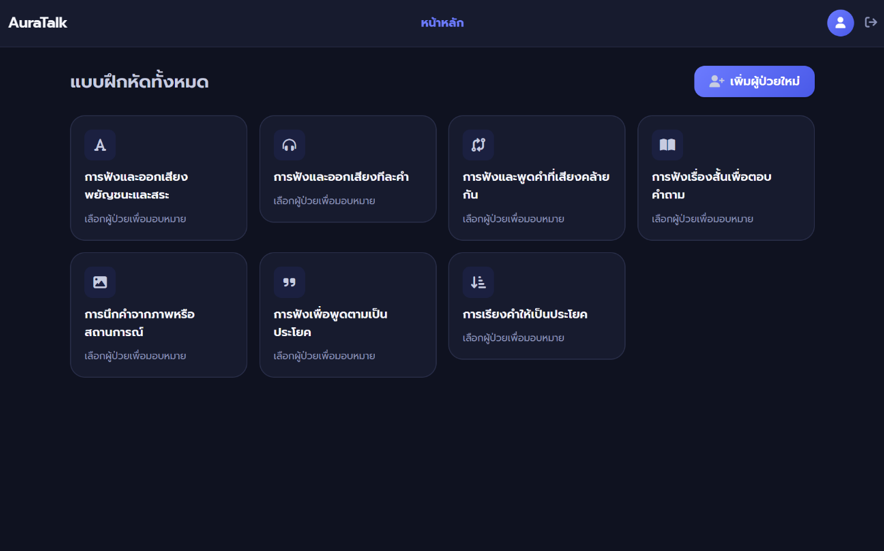 AuraTalk
หน้าหลัก
แบบฝึกหัดทั้งหมด
เพิ่มผู้ป่วยใหม่
การฟังและออกเสียง
พยัญชนะและสระ
เลือกผู้ป่วยเพื่อมอบหมาย
การฟังและออกเสียงทีละคำ
เลือกผู้ป่วยเพื่อมอบหมาย
การฟังและพูดคำที่เสียงคล้าย
กัน
เลือกผู้ป่วยเพื่อมอบหมาย
การฟังเรื่องสั้นเพื่อตอบ
คำถาม
เลือกผู้ป่วยเพื่อมอบหมาย
การนึกคำจากภาพหรือ
สถานการณ์
เลือกผู้ป่วยเพื่อมอบหมาย
การฟังเพื่อพูดตามเป็น
ประโยค
เลือกผู้ป่วยเพื่อมอบหมาย
การเรียงคำให้เป็นประโยค
เลือกผู้ป่วยเพื่อมอบหมาย